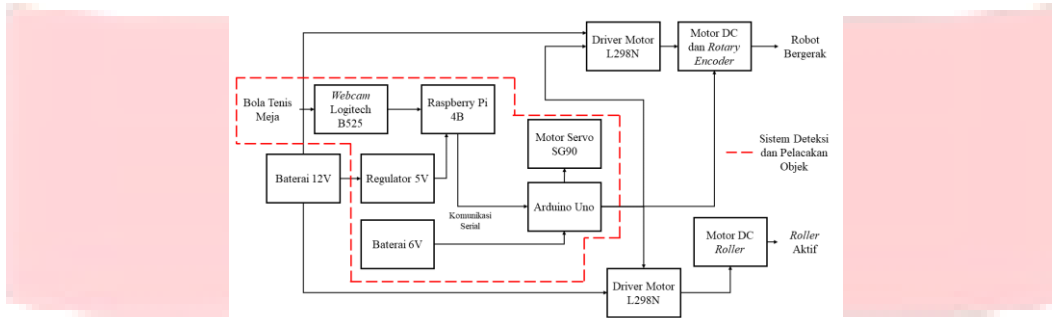 Driver Motor
L298N
Motor DC
dan Rotary
Encoder
Robot
Bergerak
Bola Tenis
Meja
Webcam
Logitech
B525
Raspberry Pi
4B
Motor Servo
SG90
Sistem Deteksi
dan Pelacakan
Objek
Baterai 12V
Regulator 5V
Arduino Uno
Komunikasi
Serial
Baterai 6V
Motor DC
Roller
Roller
Aktif
Driver Motor
L298N